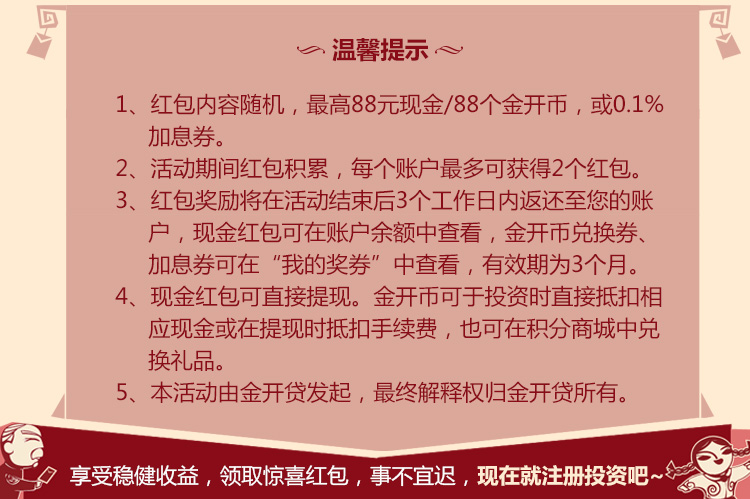 温馨提示
1、红包内容随机，最高88元现金/88个金开币，或0.1%
加息券。
2、活动期间红包积累，每个账户最多可获得2个红包。
3、红包奖励将在活动结束后3个工作日内返还至您的账
户，现金红包可在账户余额中查看，金开币兑换券、
加息券可在“我的奖券”中查看，有效期为3个月。
4、现金红包可直接提现。金开币可于投资时直接抵扣相
应现金或在提现时抵扣手续费，也可在积分商城中兑
换礼品。
5、本活动由金开贷发起，最终解释权归金开贷所有。
享受稳健收益，领取惊喜红包，事不宜迟，现在就注册投资吧~